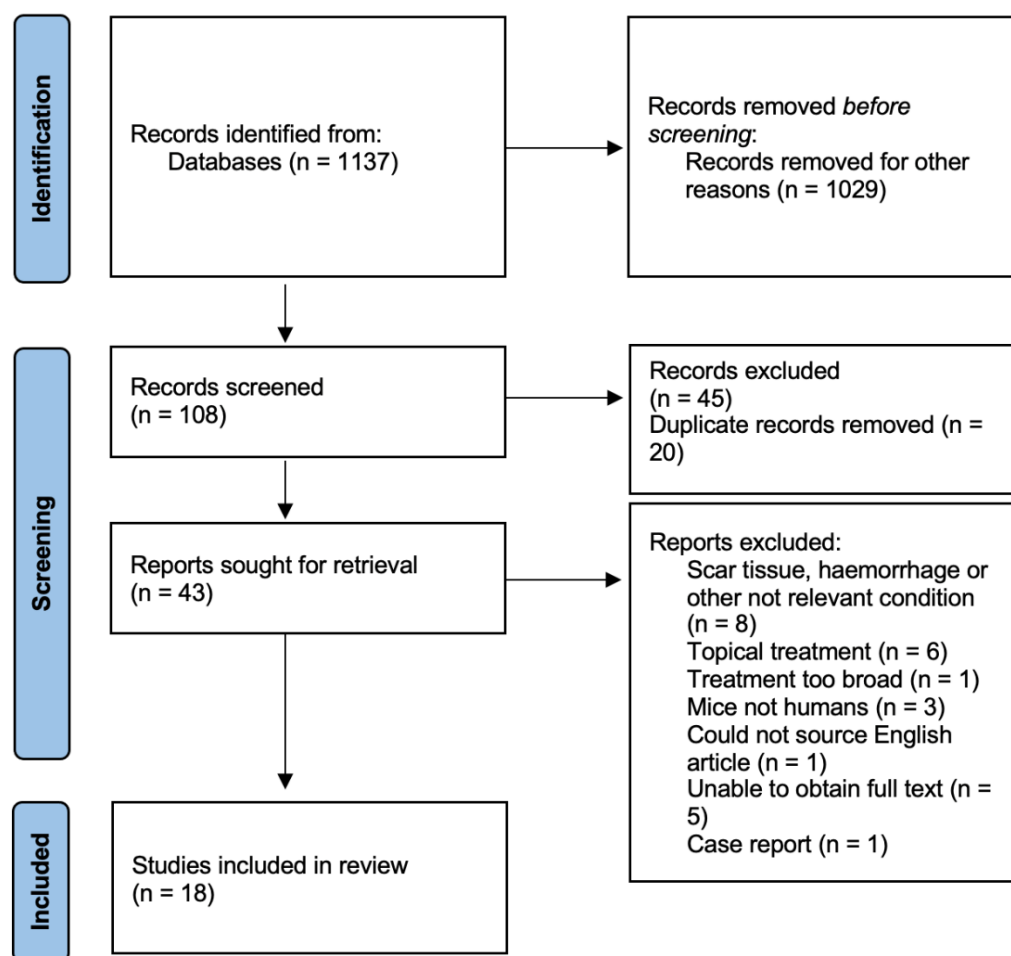 Identification
Records identified from:
Databases (n = 1137)
Records removed before
screening:
Records removed for other
reasons (n = 1029)
Screening
Records screened
(n = 108)
Records excluded
(n = 45)
Duplicate records removed (n =
20)
Reports sought for retrieval
(n = 43)
Reports excluded:
Scar tissue, haemorrhage or
other not relevant condition
(n = 8)
Topical treatment (n = 6)
Treatment too broad (n = 1)
Mice not humans (n = 3)
Could not source English
article (n = 1)
Unable to obtain full text (n =
5)
Case report (n = 1)
Included
Studies included in review
(n = 18)